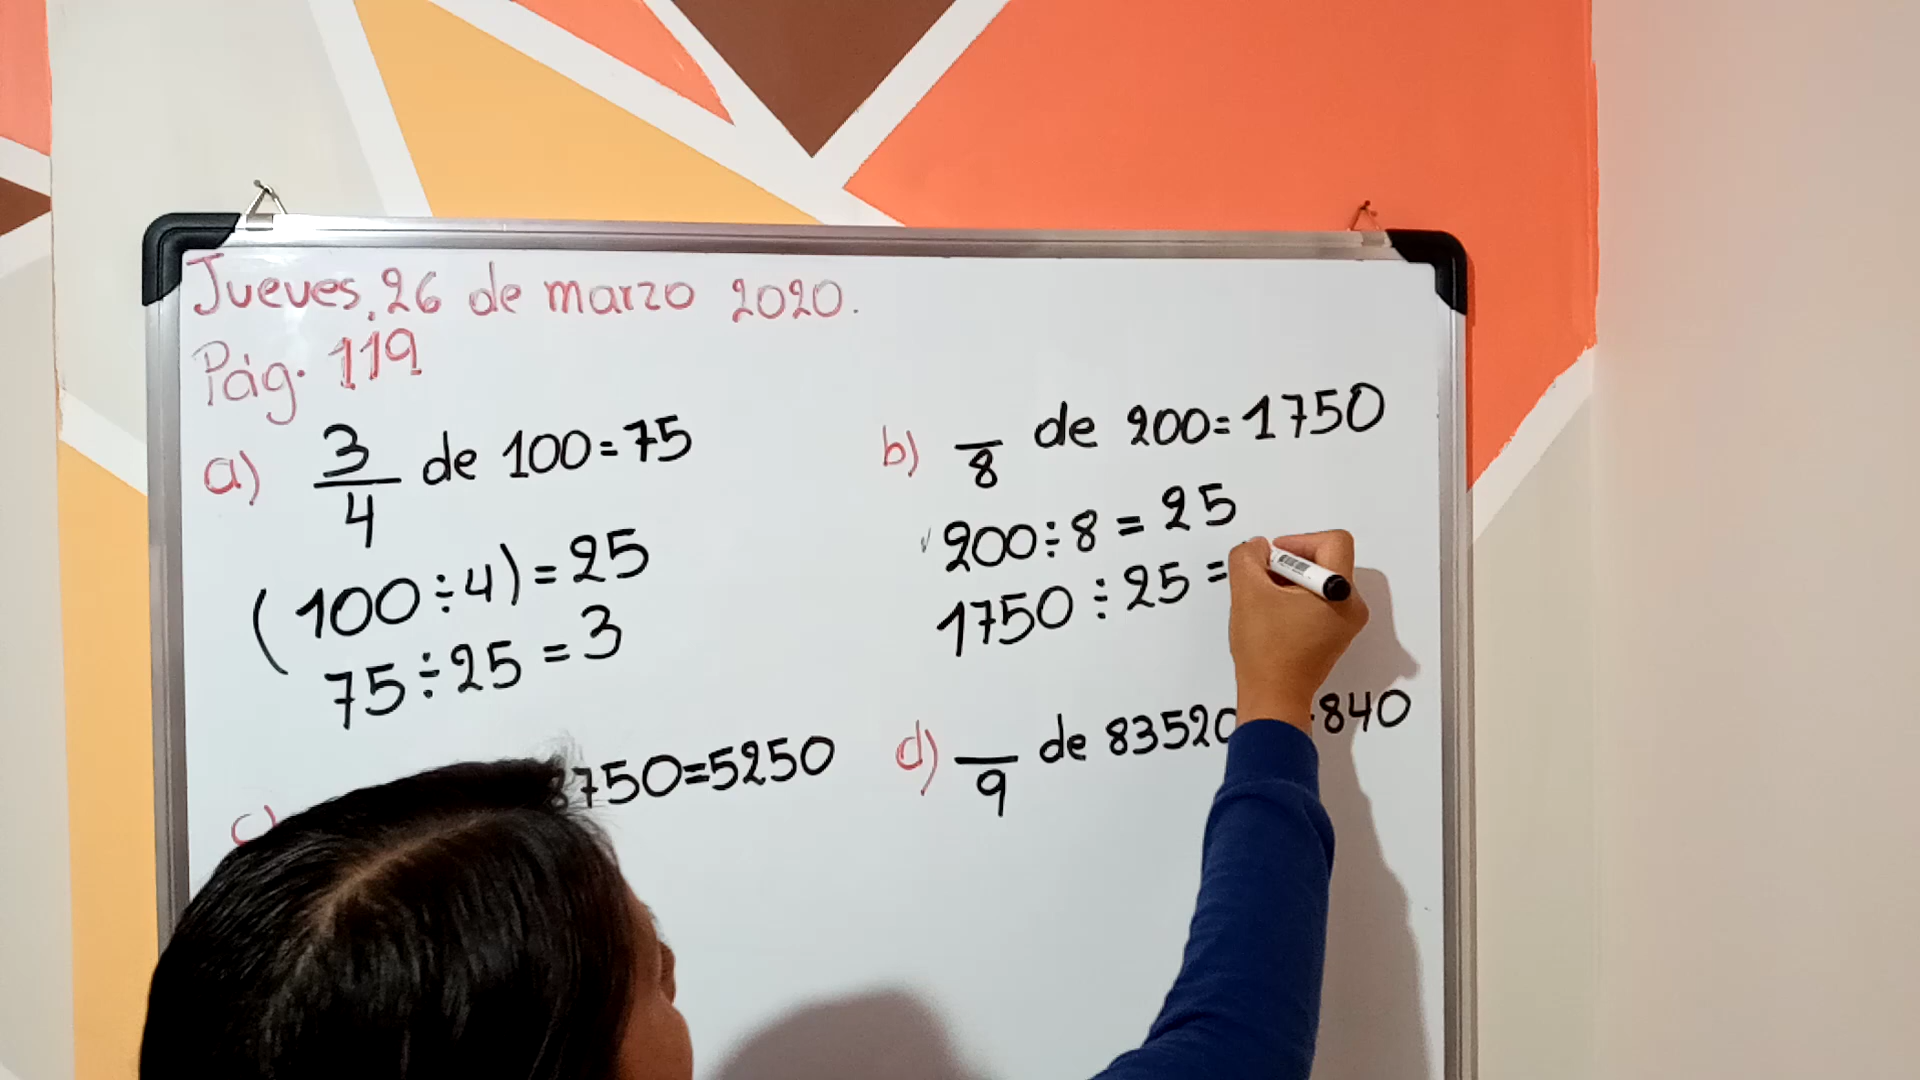 Jueves, 26 de marzo 2020.
Pág. 119
a) 3/4 de 100=75
(100÷4)=25
75÷25=3
b) /8 de 200=1750
200÷8=25
1750÷25=
c) 750=5250
d) /9 de 83520 840